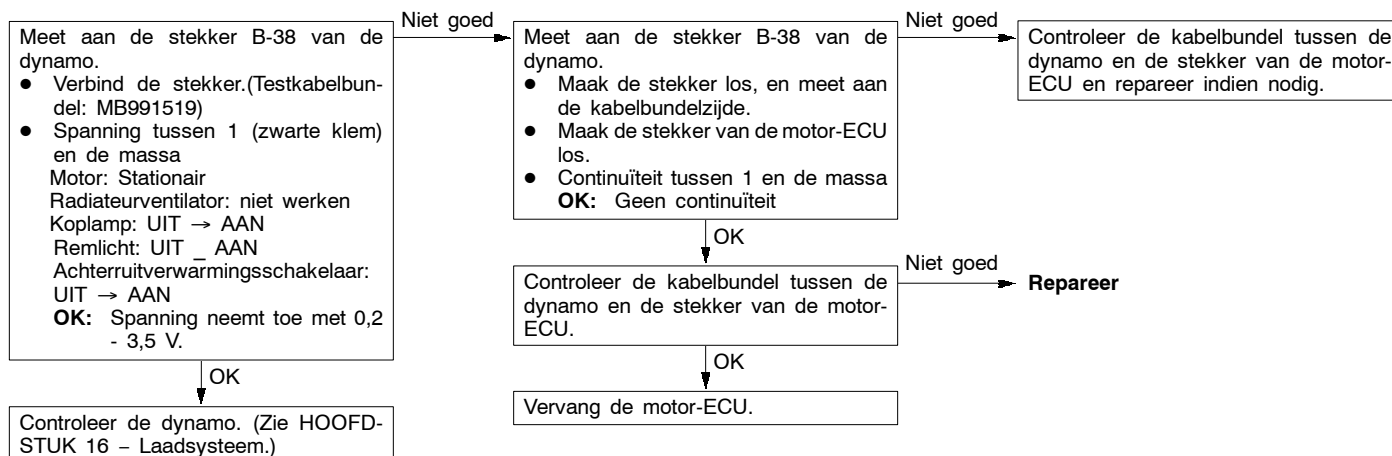 Meet aan de stekker B-38 van de
dynamo.
● Verbind de stekker.(Testkabelbun-
del: MB991519)
● Spanning tussen 1 (zwarte klem)
en de massa
Motor: Stationair
Radiateurventilator: niet werken
Koplamp: UIT → AAN
Remlicht: UIT _ AAN
Achterruitverwarmingsschakelaar:
UIT → AAN
OK: Spanning neemt toe met 0,2
- 3,5 V.
OK
Controleer de dynamo. (Zie HOOFD-
STUK 16 – Laadsysteem.)
Niet goed
Meet aan de stekker B-38 van de
dynamo.
● Maak de stekker los, en meet aan
de kabelbundelzijde.
● Maak de stekker van de motor-ECU
los.
● Continuïteit tussen 1 en de massa
OK: Geen continuïteit
OK
Controleer de kabelbundel tussen de
dynamo en de stekker van de motor-
ECU.
OK
Vervang de motor-ECU.
Niet goed
Controleer de kabelbundel tussen de
dynamo en de stekker van de motor-
ECU en repareer indien nodig.
Niet goed
Repareer